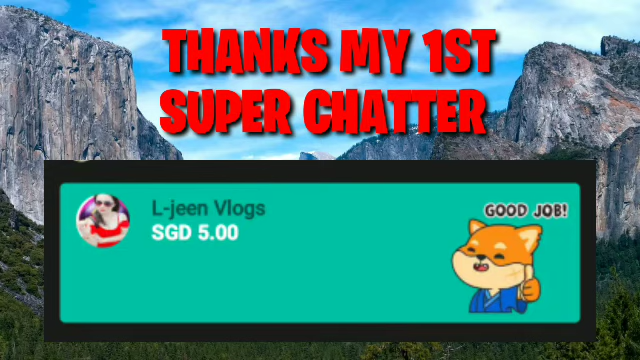 THANKS MY 1ST
SUPER CHATTER
L-jeen Vlogs
SGD 5.00
GOOD JOB!